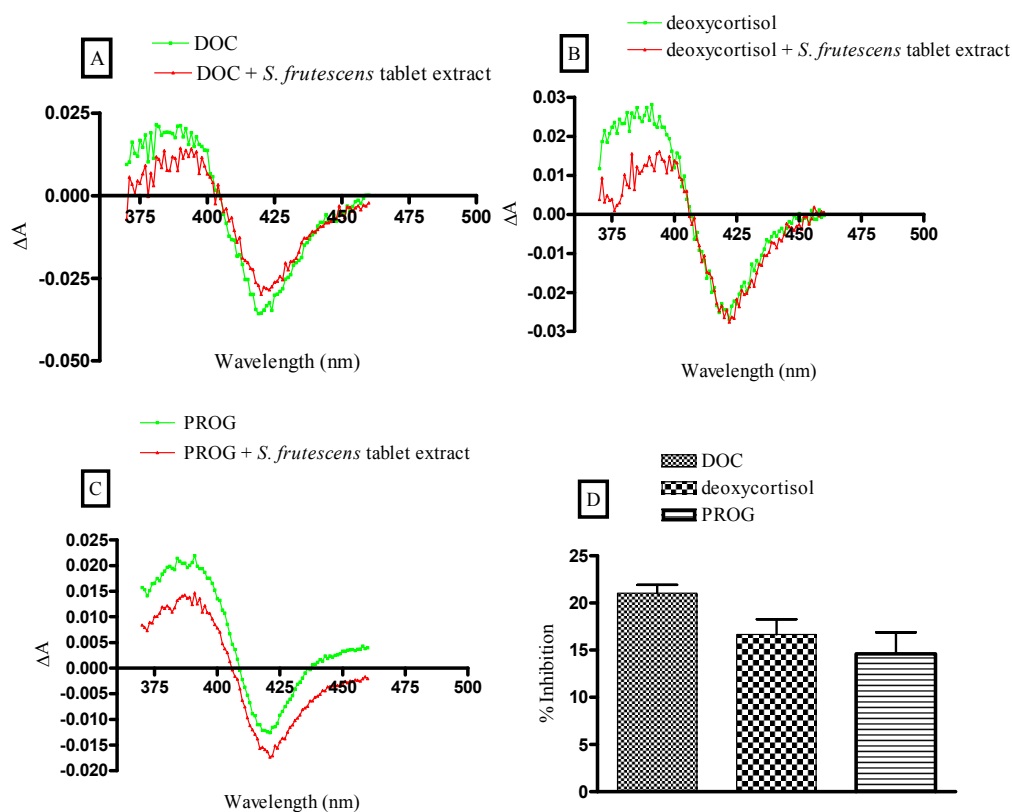 A
DOC
DOC + S. frutescens tablet extract
0.025
0.000
-0.025
-0.050
375 400 425 450 475 500
ΔA
Wavelength (nm)
B
deoxycortisol
deoxycortisol + S. frutescens tablet extract
0.03
0.02
0.01
0.00
-0.01
-0.02
-0.03
375 400 425 450 475 500
ΔA
Wavelength (nm)
C
PROG
PROG + S. frutescens tablet extract
0.025
0.020
0.015
0.010
0.005
0.000
-0.005
-0.010
-0.015
-0.020
375 400 425 450 475 500
ΔA
Wavelength (nm)
D
DOC
deoxycortisol
PROG
25
20
15
10
5
0
% Inhibition